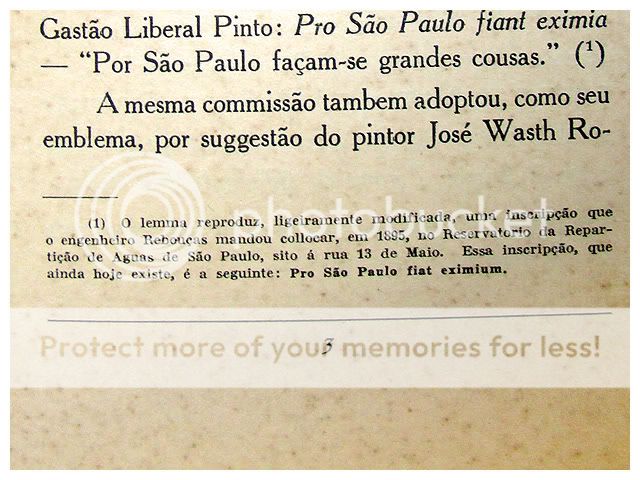 Gastão Liberal Pinto: Pro São Paulo fiant eximia
— “Por São Paulo façam-se grandes cousas.” (¹)
A mesma commissão tambem adoptou, como seu
emblema, por suggestão do pintor José Wasth Ro-
(1) O lemma reproduz, ligeiramente modificada, uma inscripção que
o engenheiro Rebouças mandou collocar, em 1895, no Reservatorio da Repar-
tição de Aguas de São Paulo, sito á rua 13 de Maio. Essa inscripção, que
ainda hoje existe, é a seguinte: Pro São Paulo fiat eximium.
photobucket
3
Protect more of your memories for less!